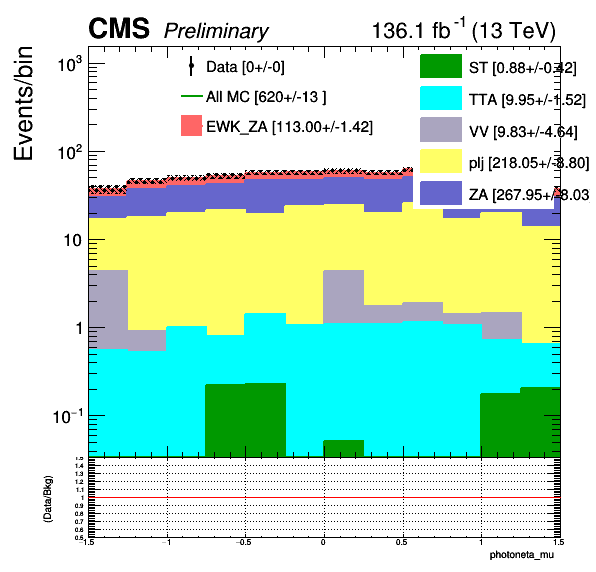 CMS Preliminary 136.1 fb⁻¹ (13 TeV)
Events/bin
10³
10²
10
1
10⁻¹
Data [0+/-0]
All MC [620+/-13 ]
EWK_ZA [113.00+/-1.42]
ST [0.88+/-0.42]
TTA [9.95+/-1.52]
VV [9.83+/-4.64]
plj [218.05+/-8.80]
ZA [267.95+/-8.03
(Data/Bkg)
1.5
1.4
1.3
1.2
1.1
1
0.9
0.8
0.7
0.6
0.5
-1.5 -1 -0.5 0 0.5 1 1.5
photoneta_mu